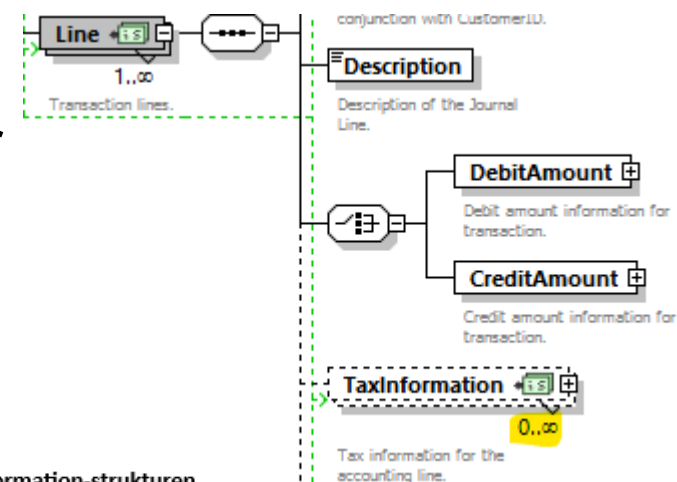 conjunction with CustomerID.
Line
1..∞
Transaction lines.
Description
Description of the Journal
Line.
DebitAmount
Debit amount information for
transaction.
CreditAmount
Credit amount information for
transaction.
TaxInformation
0..∞
Tax information for the
accounting line.
ormation-strukturen